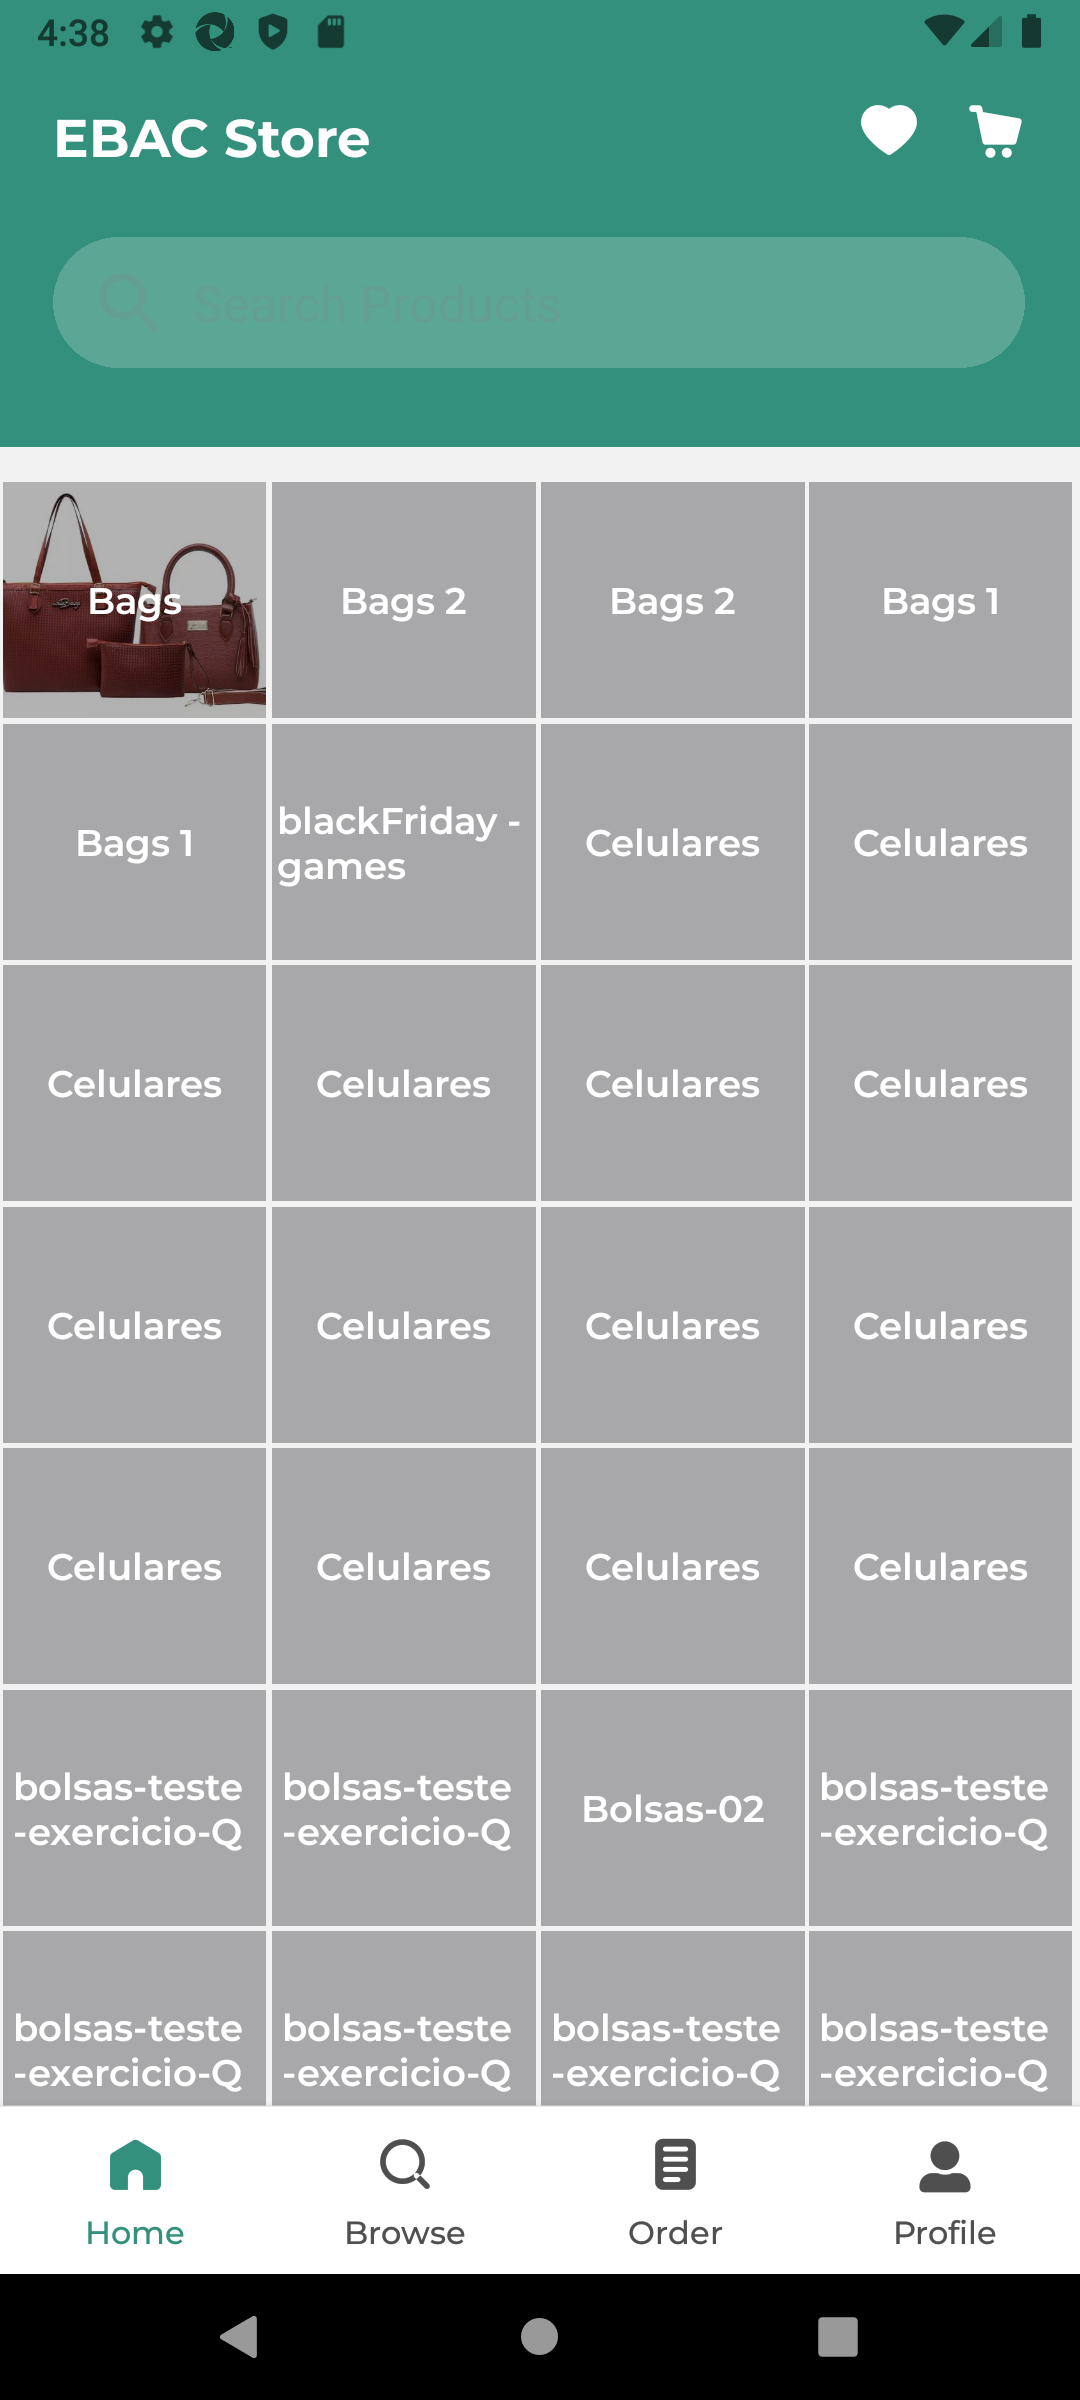 4:38
EBAC Store
Search Products
Bags
Bags 2
Bags 2
Bags 1
Bags 1
blackFriday -
games
Celulares
Celulares
Celulares
Celulares
Celulares
Celulares
Celulares
Celulares
Celulares
Celulares
Celulares
Celulares
Celulares
Celulares
bolsas-teste
-exercicio-Q
bolsas-teste
-exercicio-Q
Bolsas-02
bolsas-teste
-exercicio-Q
bolsas-teste
-exercicio-Q
bolsas-teste
-exercicio-Q
bolsas-teste
-exercicio-Q
bolsas-teste
-exercicio-Q
Home
Browse
Order
Profile